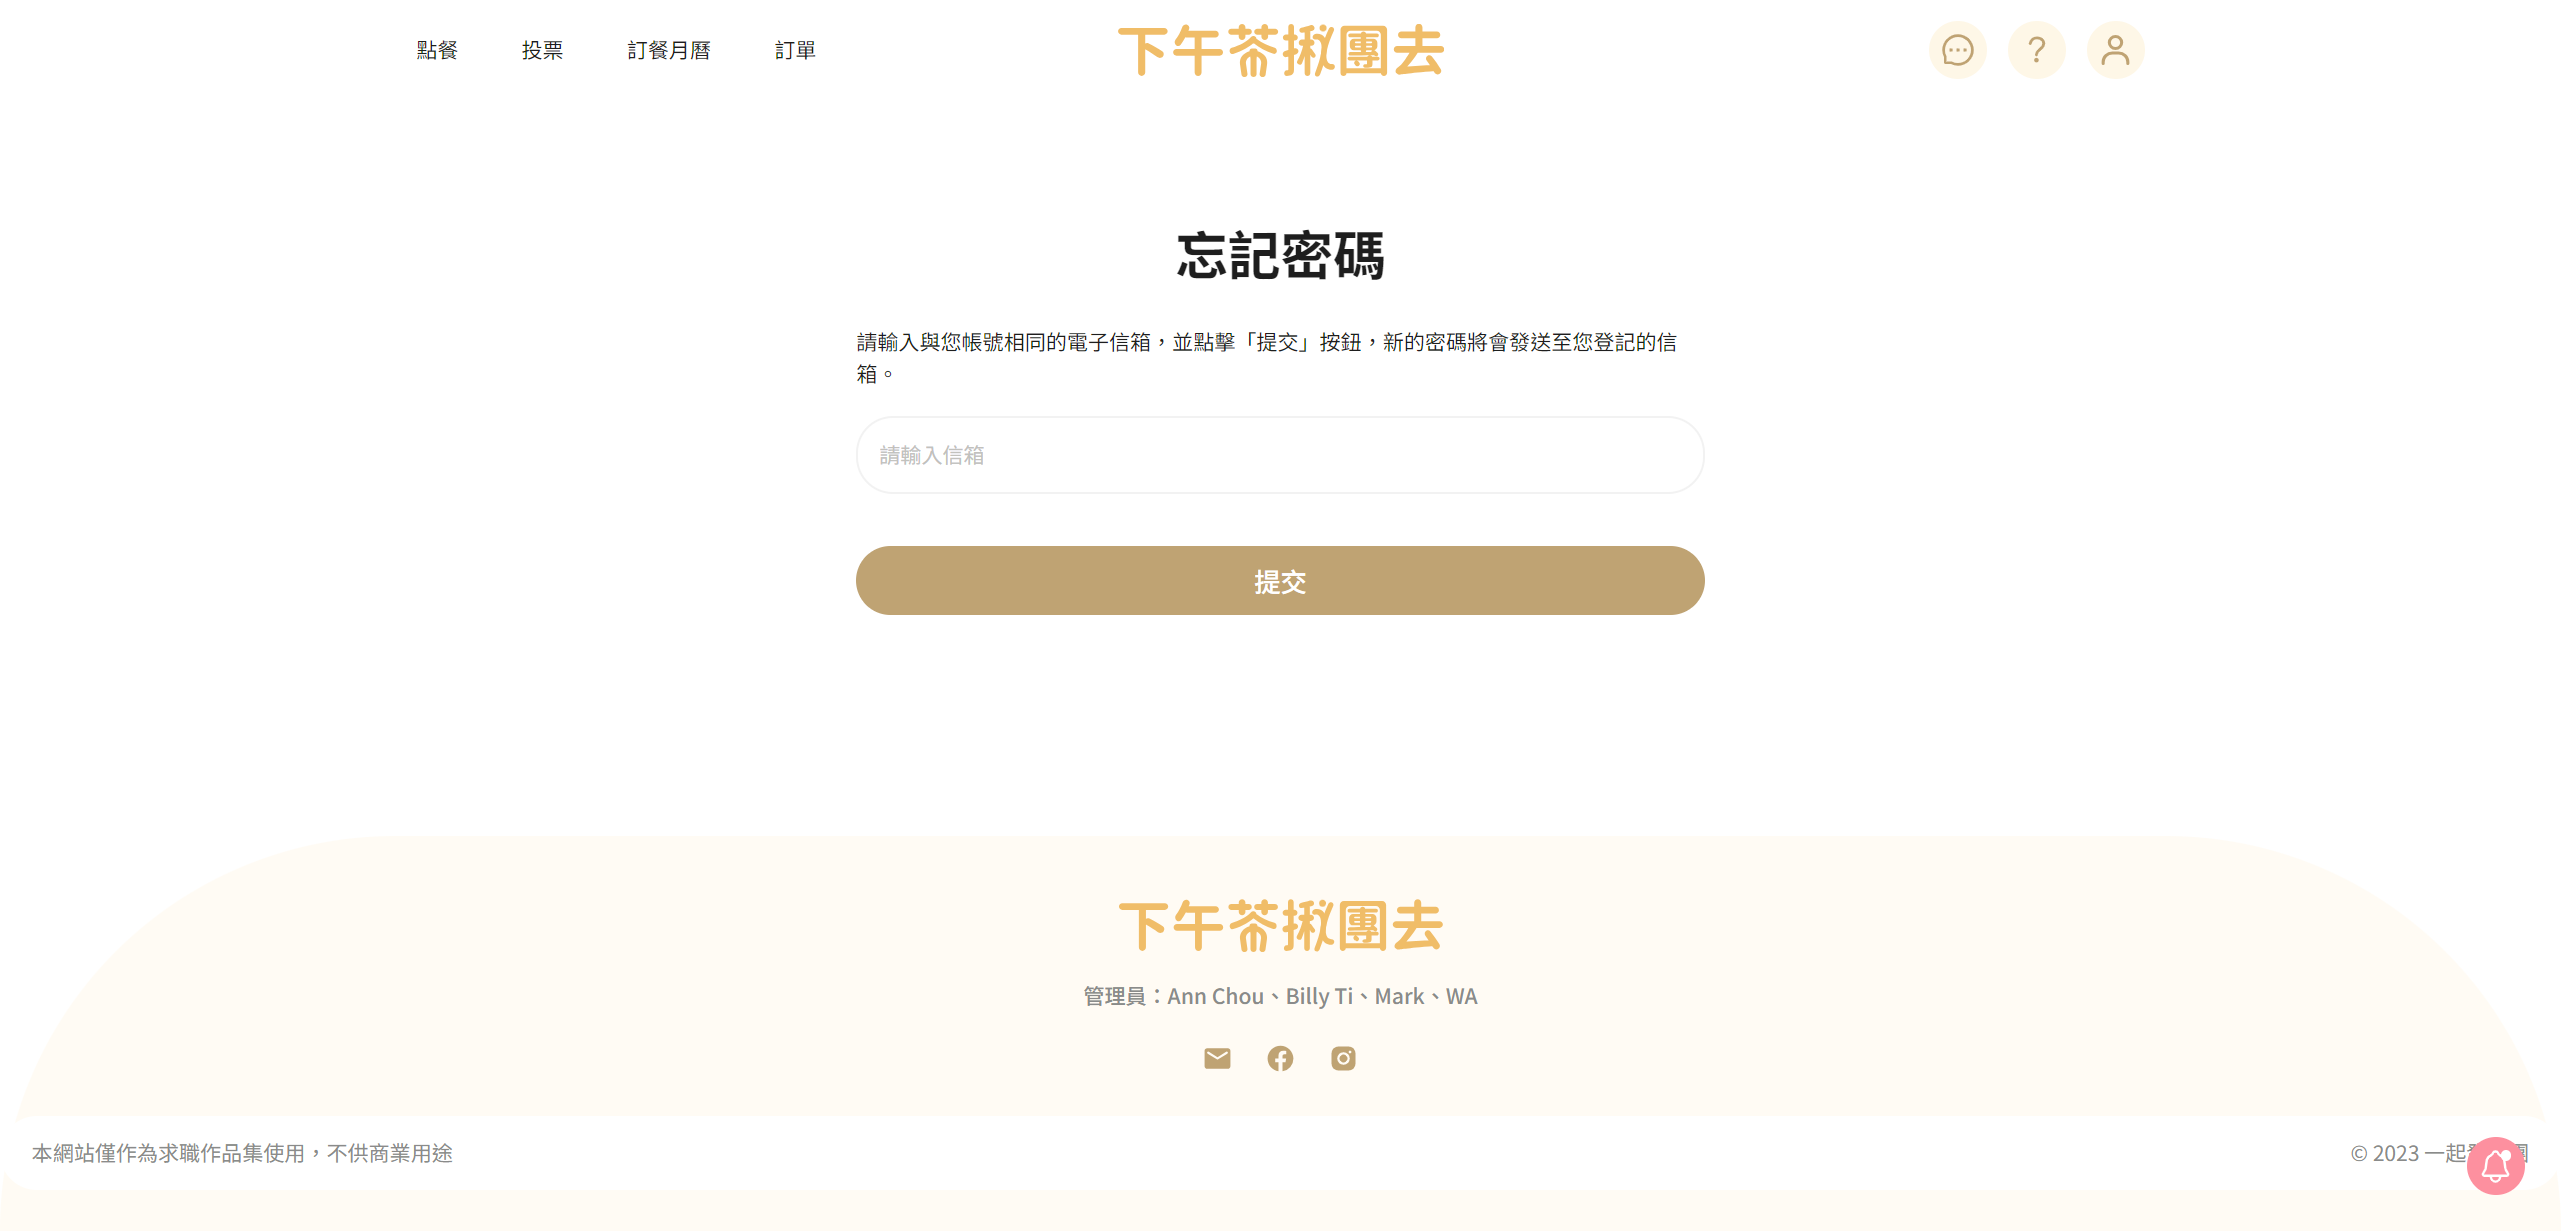 點餐
投票
訂餐月曆
訂單
下午茶揪團去
忘記密碼
請輸入與您帳號相同的電子信箱，並點擊「提交」按鈕，新的密碼將會發送至您登記的信
箱。
請輸入信箱
提交
下午茶揪團去
管理員：Ann Chou、Billy Ti、Mark、WA
本網站僅作為求職作品集使用，不供商業用途
© 2023 一起